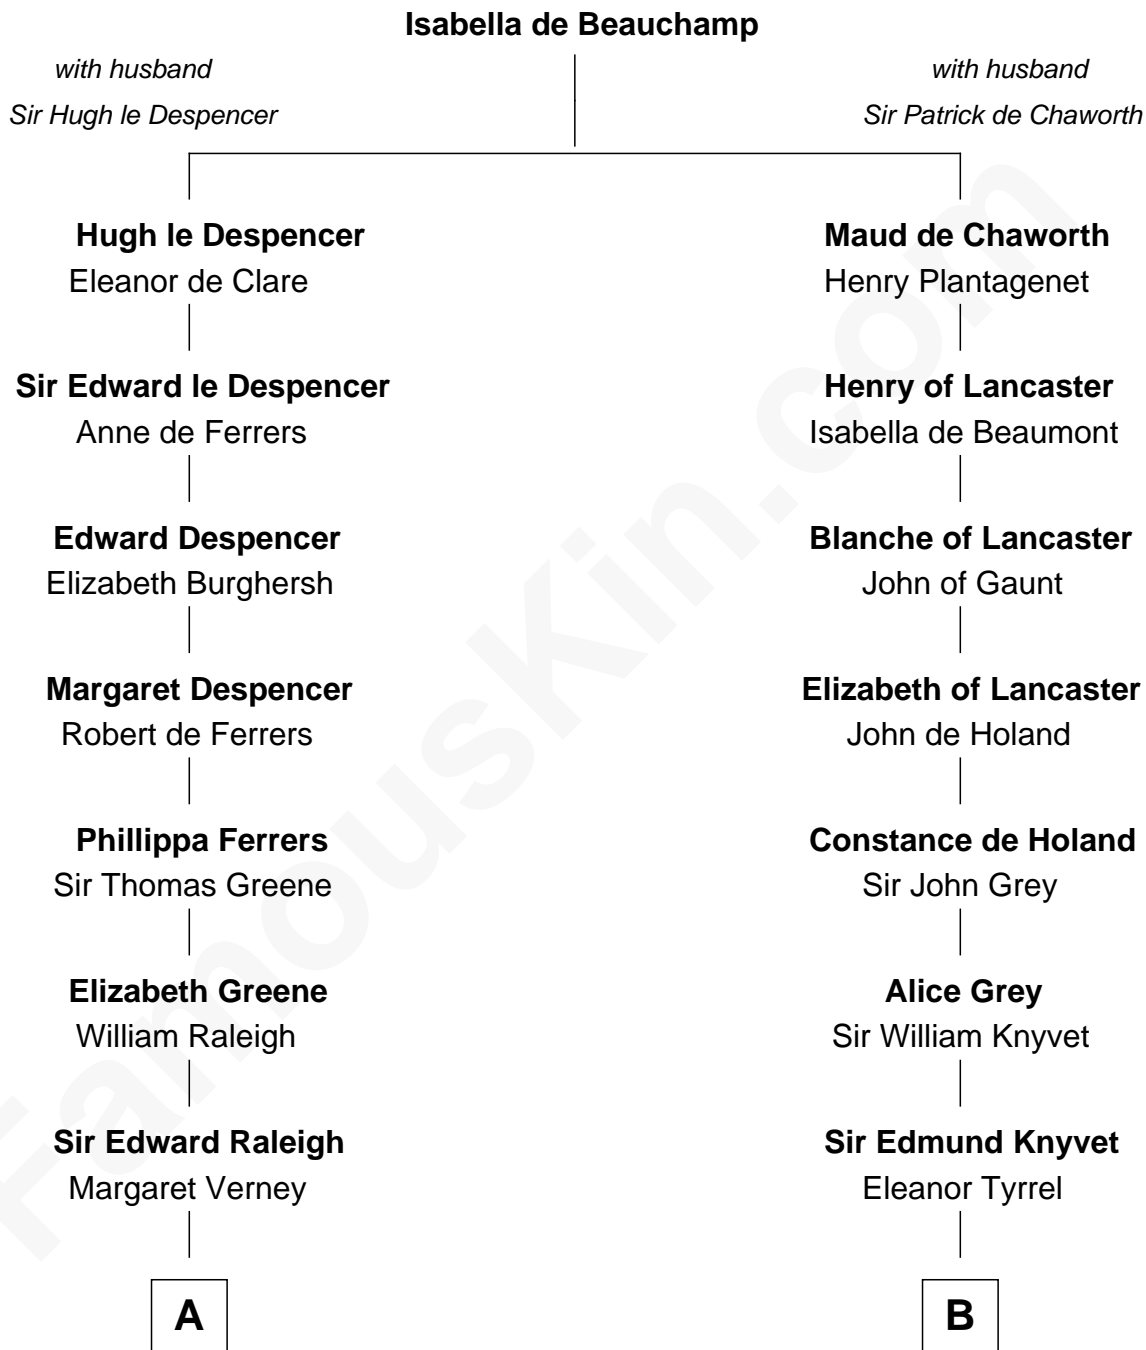 Isabella de Beauchamp
with husband
Sir Hugh le Despencer
with husband
Sir Patrick de Chaworth
Hugh le Despencer
Eleanor de Clare
Maud de Chaworth
Henry Plantagenet
Sir Edward le Despencer
Anne de Ferrers
Henry of Lancaster
Isabella de Beaumont
Edward Despencer
Elizabeth Burghersh
Blanche of Lancaster
John of Gaunt
Margaret Despencer
Robert de Ferrers
Elizabeth of Lancaster
John de Holand
Phillippa Ferrers
Sir Thomas Greene
Constance de Holand
Sir John Grey
Elizabeth Greene
William Raleigh
Alice Grey
Sir William Knyvet
Sir Edward Raleigh
Margaret Verney
Sir Edmund Knyvet
Eleanor Tyrrel
A
B
FamousKin.com